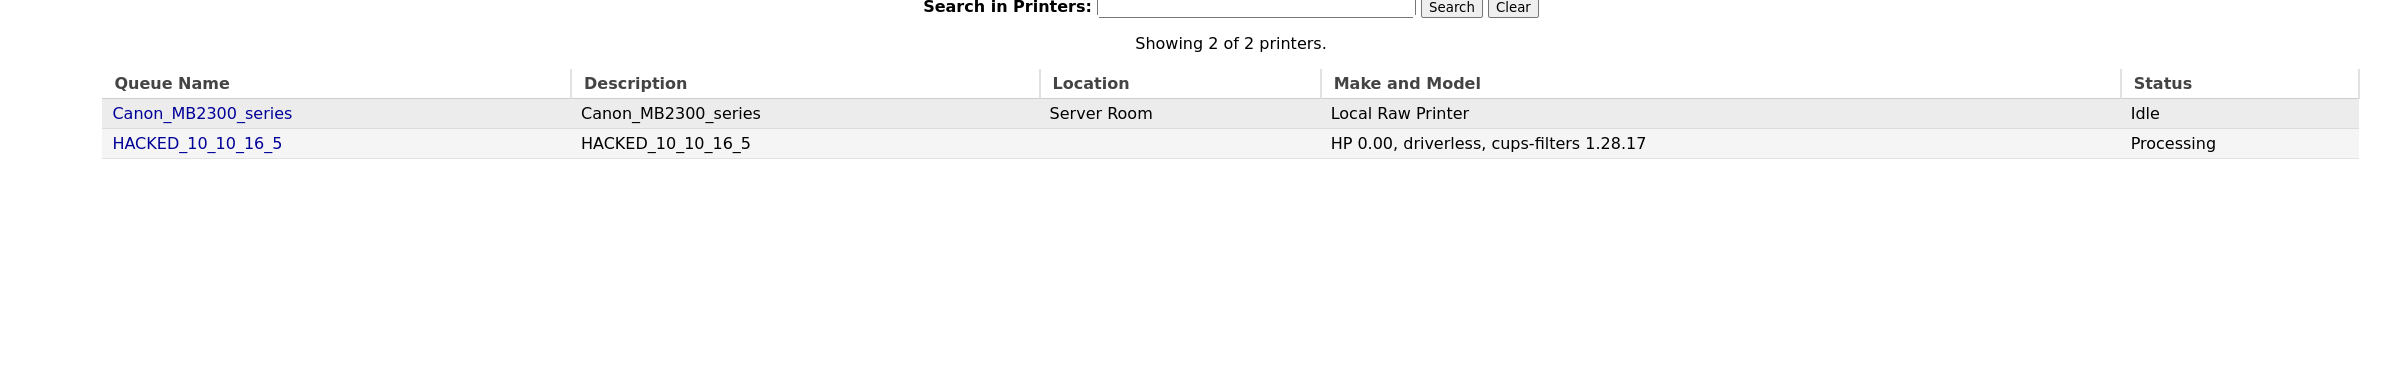 Search in Printers: Search Clear
Showing 2 of 2 printers.
Queue Name Description Location Make and Model Status
Canon_MB2300_series Canon_MB2300_series Server Room Local Raw Printer Idle
HACKED_10_10_16_5 HACKED_10_10_16_5 HP 0.00, driverless, cups-filters 1.28.17 Processing